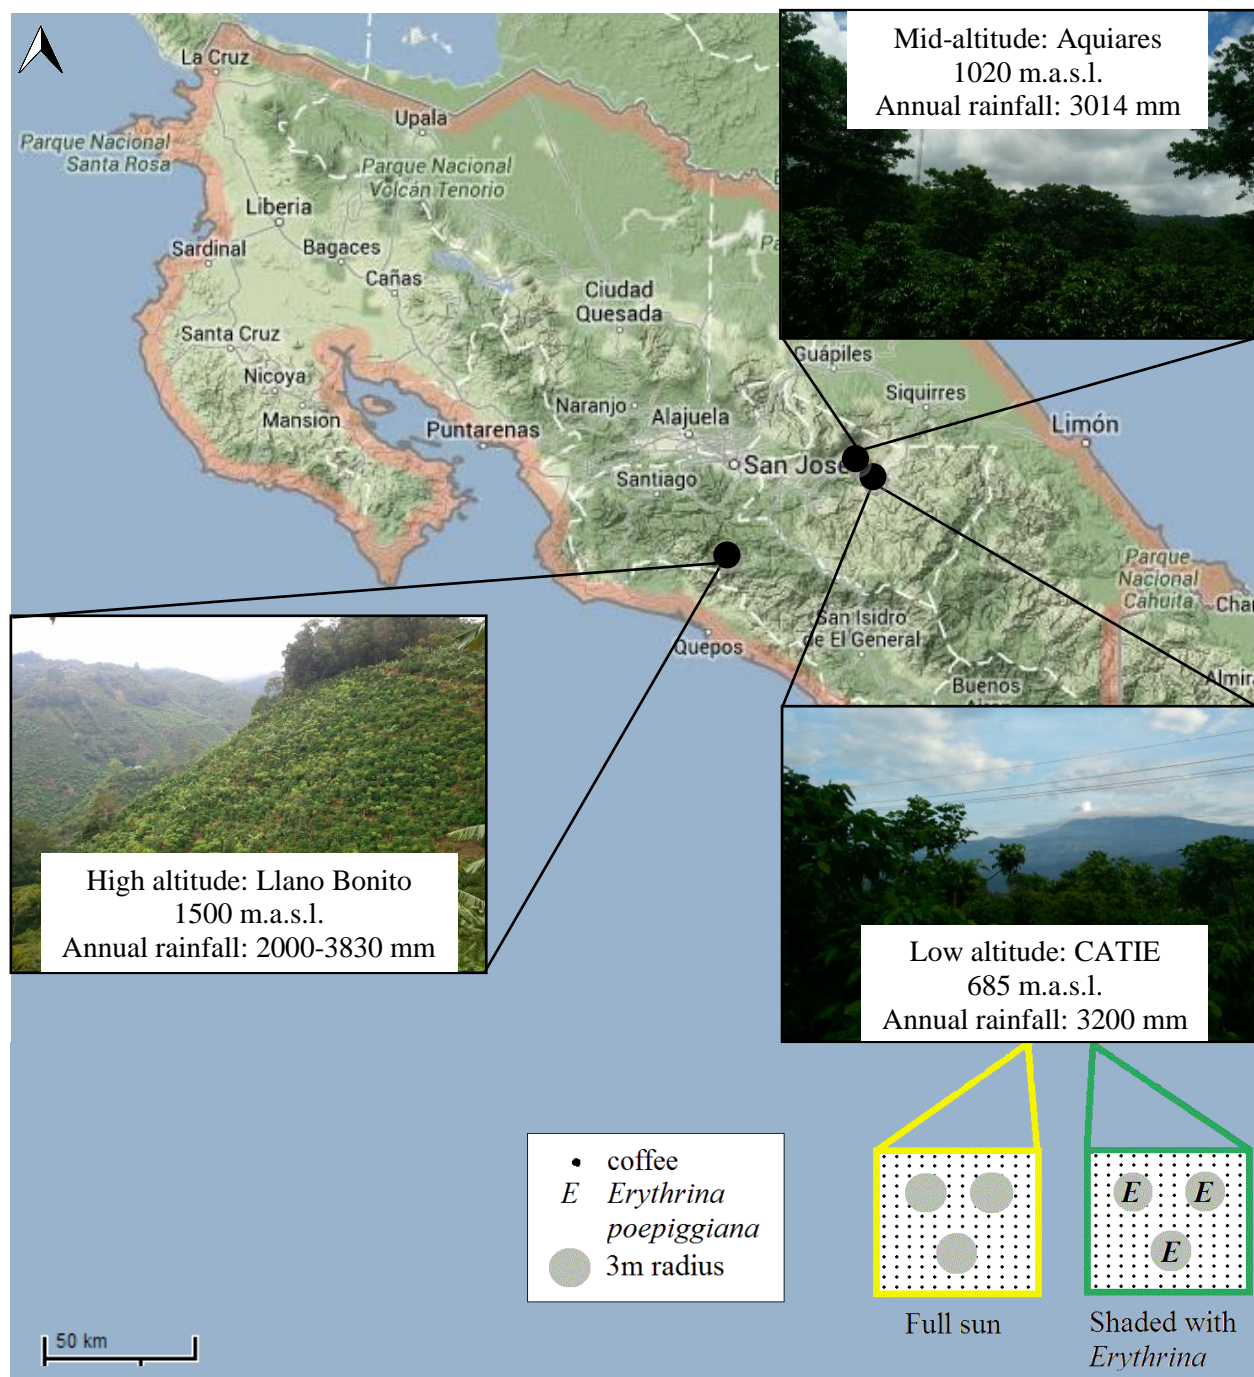 Mid-altitude: Aquiares
1020 m.a.s.l.
Annual rainfall: 3014 mm
La Cruz
Upala
Parque Nacional
Santa Rosa
Parque Nacional
Volcán Tenorio
Liberia
Bagaces
Sardinal
Cañas
Ciudad
Quesada
Santa Cruz
Guápiles
Nicoya
Siquirres
Naranjo
Alajuela
Mansion
Puntarenas
Limón
San José
Santiago
Parque
Nacional
Cahuita
San Isidro
de El General
Quepos
Buenos
High altitude: Llano Bonito
1500 m.a.s.l.
Annual rainfall: 2000-3830 mm
Low altitude: CATIE
685 m.a.s.l.
Annual rainfall: 3200 mm
coffee
E Erythrina
poepiggiana
3m radius
E E
E
Full sun
Shaded with
Erythrina
50 km